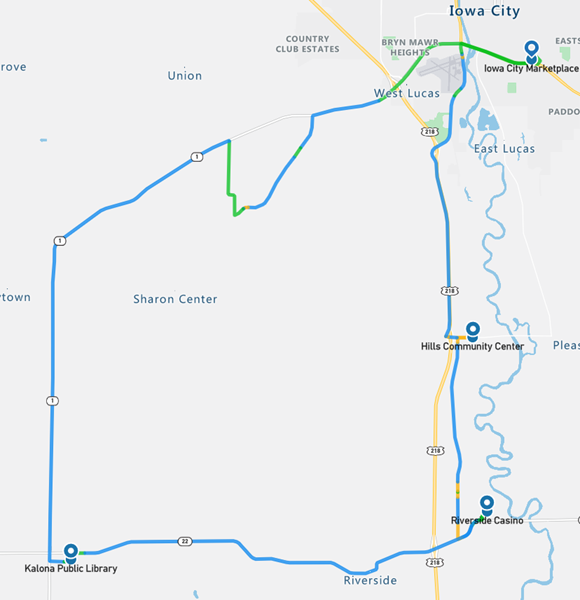 Iowa City
COUNTRY
CLUB ESTATES
BRYN MAWR
HEIGHTS
EASTS
Iowa City Marketplace
rove
Union
West Lucas
PADDO
218
East Lucas
1
1
ytown
Sharon Center
218
Hills Community Center
Pleas
1
218
Riverside Casino
22
Kalona Public Library
218
Riverside